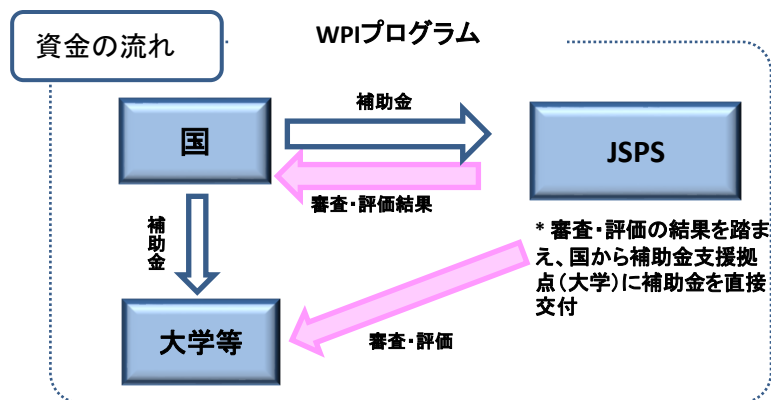 資金の流れ
WPIプログラム
国
補助金
JSPS
審査・評価結果
補助金
* 審査・評価の結果を踏ま
え、国から補助金支援拠
点（大学）に補助金を直接
交付
大学等
審査・評価